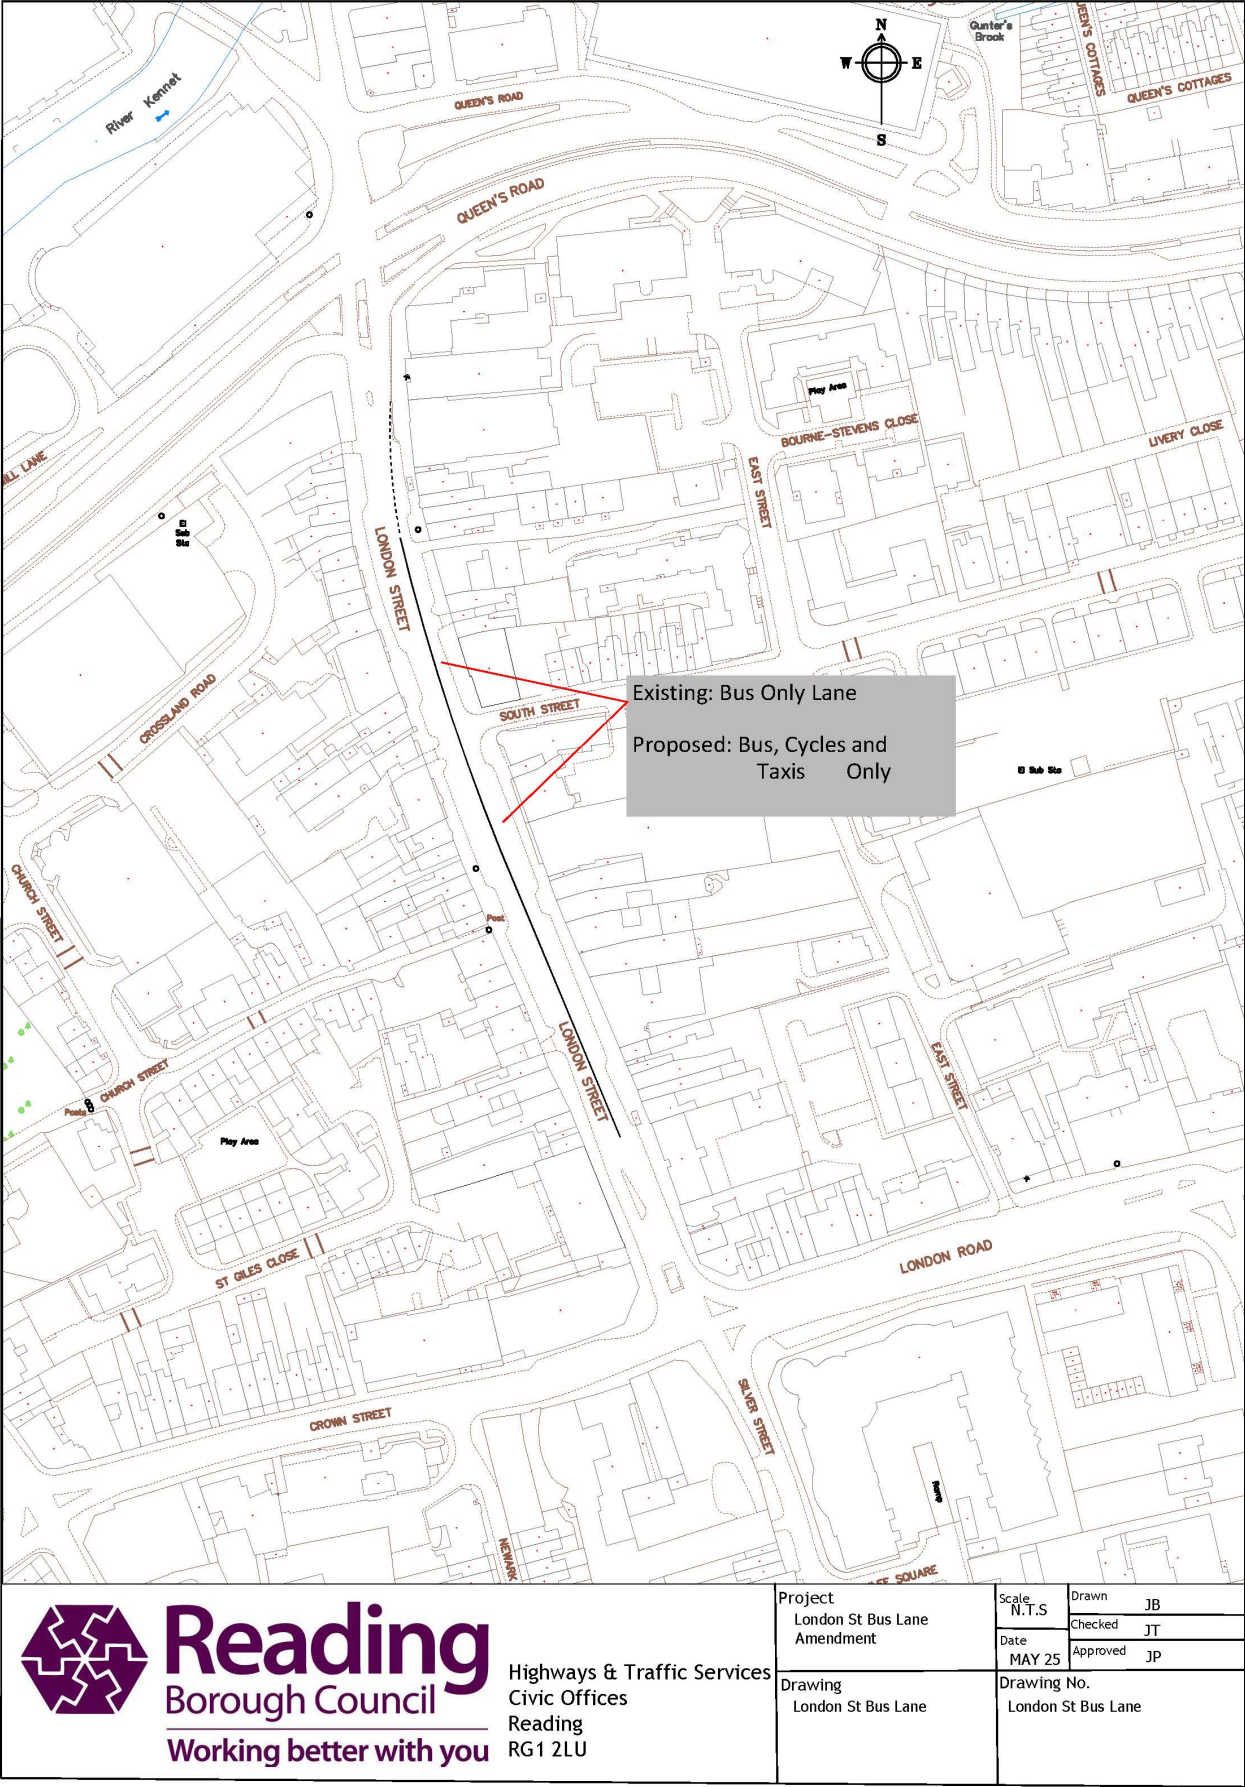 N
W E
S
Gunter's
Brook
QUEEN'S COTTAGES
River Kennet
QUEEN'S ROAD
QUEEN'S COTTAGES
QUEEN'S ROAD
Play Area
BOURNE-STEVENS CLOSE
LIVERY CLOSE
LANE
EAST STREET
El
Sub
Sta
LONDON STREET
CROSSLAND ROAD
SOUTH STREET
Existing: Bus Only Lane
Proposed: Bus, Cycles and
Taxis Only
El Sub Sta
CHURCH STREET
Post
LONDON STREET
EAST STREET
CHURCH STREET
Posts
Play Area
ST GILES CLOSE
LONDON ROAD
SILVER STREET
CROWN STREET
Ramp
NEWARK
SQUARE
Reading
Borough Council
Working better with you
Highways & Traffic Services
Civic Offices
Reading
RG1 2LU
Project
London St Bus Lane
Amendment
Scale
N.T.S
Drawn JB
Checked JT
Date
MAY 25
Approved JP
Drawing
London St Bus Lane
Drawing No.
London St Bus Lane